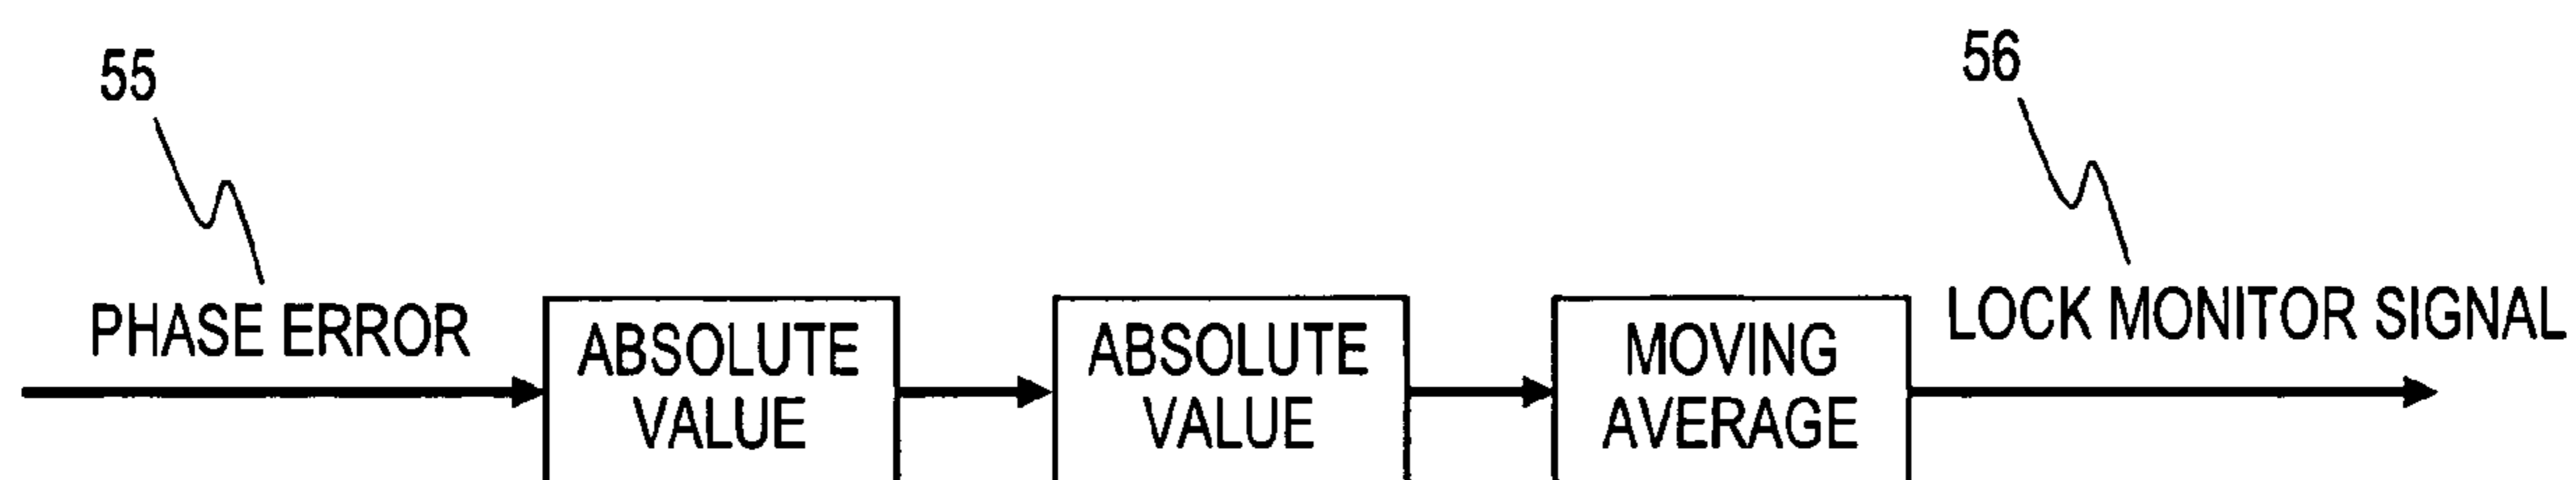 55
56
PHASE ERROR
ABSOLUTE
VALUE
ABSOLUTE
VALUE
MOVING
AVERAGE
LOCK MONITOR SIGNAL